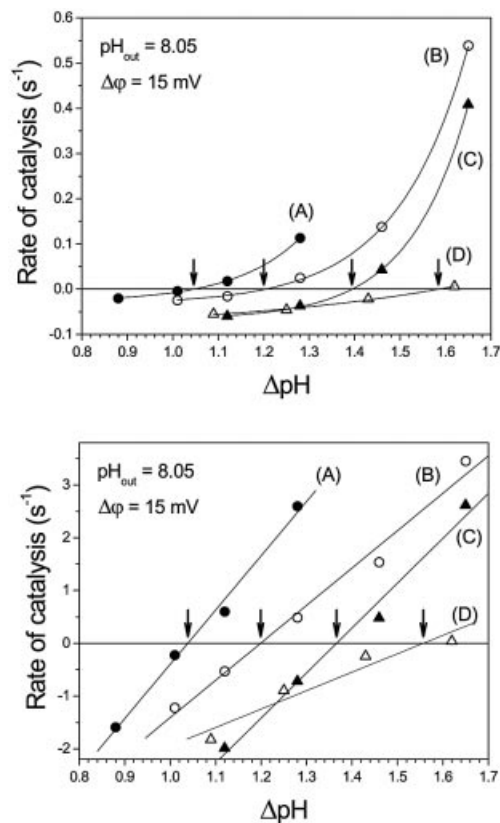 pH_out = 8.05
Δφ = 15 mV
Rate of catalysis (s⁻¹)
0.6
0.5
0.4
0.3
0.2
0.1
0.0
-0.1
(A)
(B)
(C)
(D)
0.8 0.9 1.0 1.1 1.2 1.3 1.4 1.5 1.6 1.7
ΔpH
pH_out = 8.05
Δφ = 15 mV
Rate of catalysis (s⁻¹)
3
2
1
0
-1
-2
(A)
(B)
(C)
(D)
0.8 0.9 1.0 1.1 1.2 1.3 1.4 1.5 1.6 1.7
ΔpH